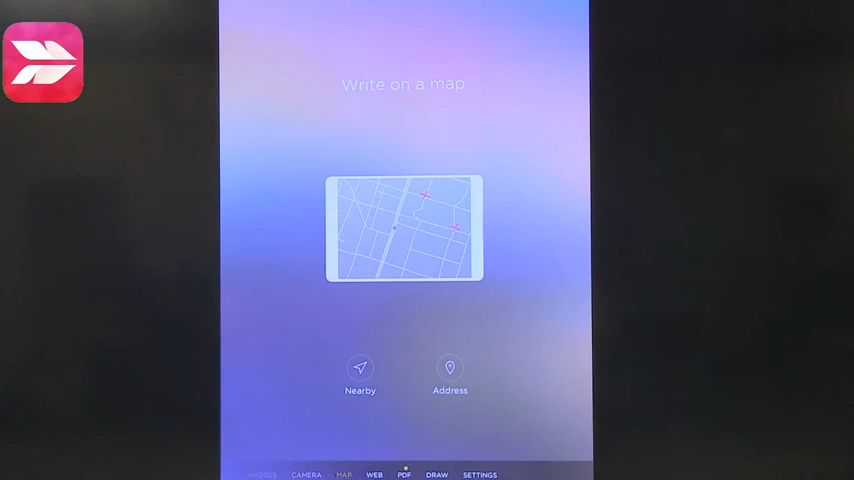 Write on a map
Nearby
Address
PHOTOS CAMERA MAP WEB PDF DRAW SETTINGS